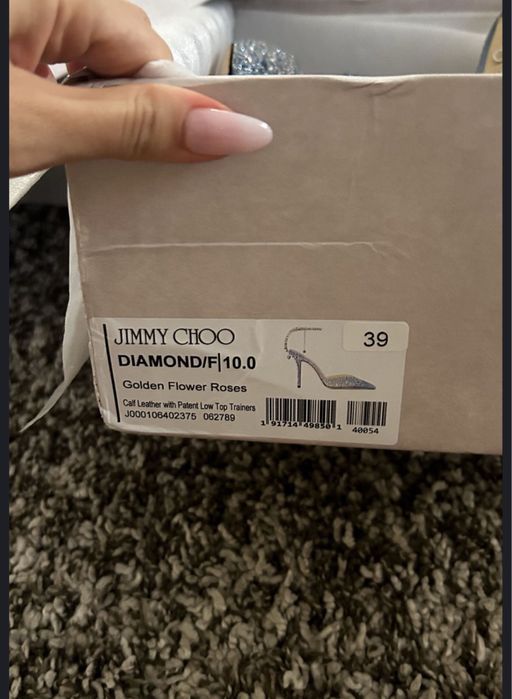 JIMMY CHOO
39
DIAMOND/F|10.0
Golden Flower Roses
Calf Leather with Patent Low Top Trainers
J000106402375 062789
1 91714 49850 1
40054